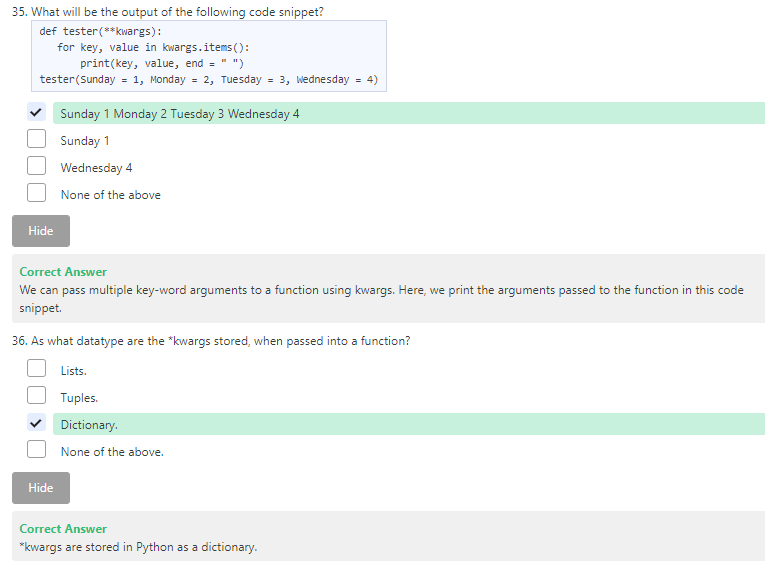 35. What will be the output of the following code snippet?
def tester(**kwargs):
for key, value in kwargs.items():
print(key, value, end = " ")
tester(Sunday = 1, Monday = 2, Tuesday = 3, Wednesday = 4)
Sunday 1 Monday 2 Tuesday 3 Wednesday 4
Sunday 1
Wednesday 4
None of the above
Hide
Correct Answer
We can pass multiple key-word arguments to a function using kwargs. Here, we print the arguments passed to the function in this code
snippet.
36. As what datatype are the *kwargs stored, when passed into a function?
Lists.
Tuples.
Dictionary.
None of the above.
Hide
Correct Answer
*kwargs are stored in Python as a dictionary.